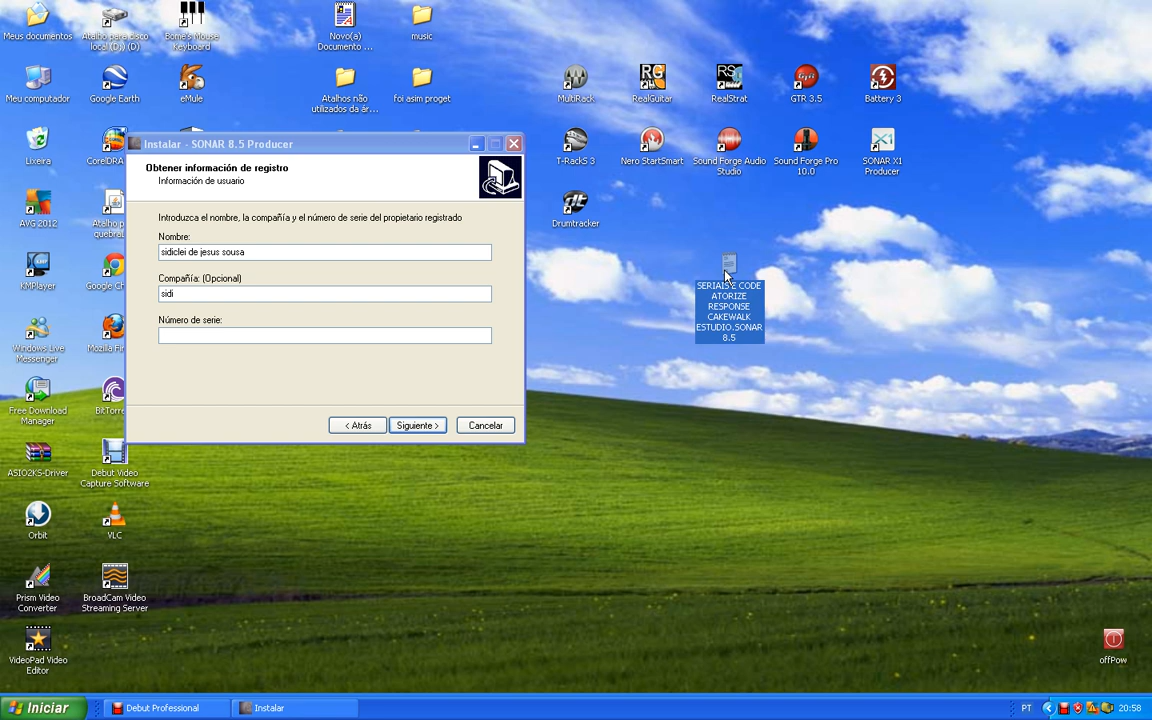 Meus documentos
Atalho para disco
local (D;) (D)
Bome's Mouse
Keyboard
Novo(a)
Documento ...
music
Meu computador
Google Earth
eMule
Atalhos não
utilizados da ár...
foi asim proget
MultiRack
RealGuitar
RealStrat
GTR 3.5
Battery 3
Lixeira
CorelDRA
T-RackS 3
Nero StartSmart
Sound Forge Audio
Studio
Sound Forge Pro
10.0
SONAR X1
Producer
AVG 2012
Atalho p
quebra
Drumtracker
KMPlayer
Google Ch
SERIAIS E CODE
ATORIZE
RESPONSE
CAKEWALK
ESTUDIO.SONAR
8.5
Windows Live
Messenger
Mozilla Fir
Free Download
Manager
BitTorre
ASIO2KS-Driver
Debut Video
Capture Software
Orbit
VLC
Prism Video
Converter
BroadCam Video
Streaming Server
VideoPad Video
Editor
offPow
Instalar - SONAR 8.5 Producer
Obtener información de registro
Información de usuario
Introduzca el nombre, la compañía y el número de serie del propietario registrado
Nombre:
sidiclei de jesus sousa
Compañía: (Opcional)
sidi
Número de serie:
< Atrás
Siguiente >
Cancelar
Iniciar
Debut Professional
Instalar
PT
20:58